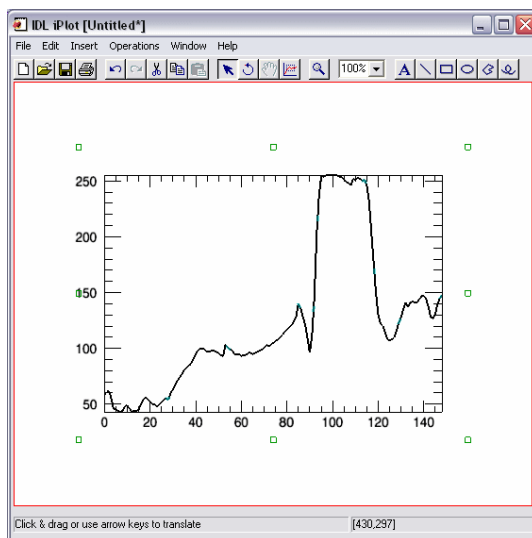 IDL iPlot [Untitled*]
File Edit Insert Operations Window Help
100% A
250
200
150
100
50
0 20 40 60 80 100 120 140
Click & drag or use arrow keys to translate [430,297]